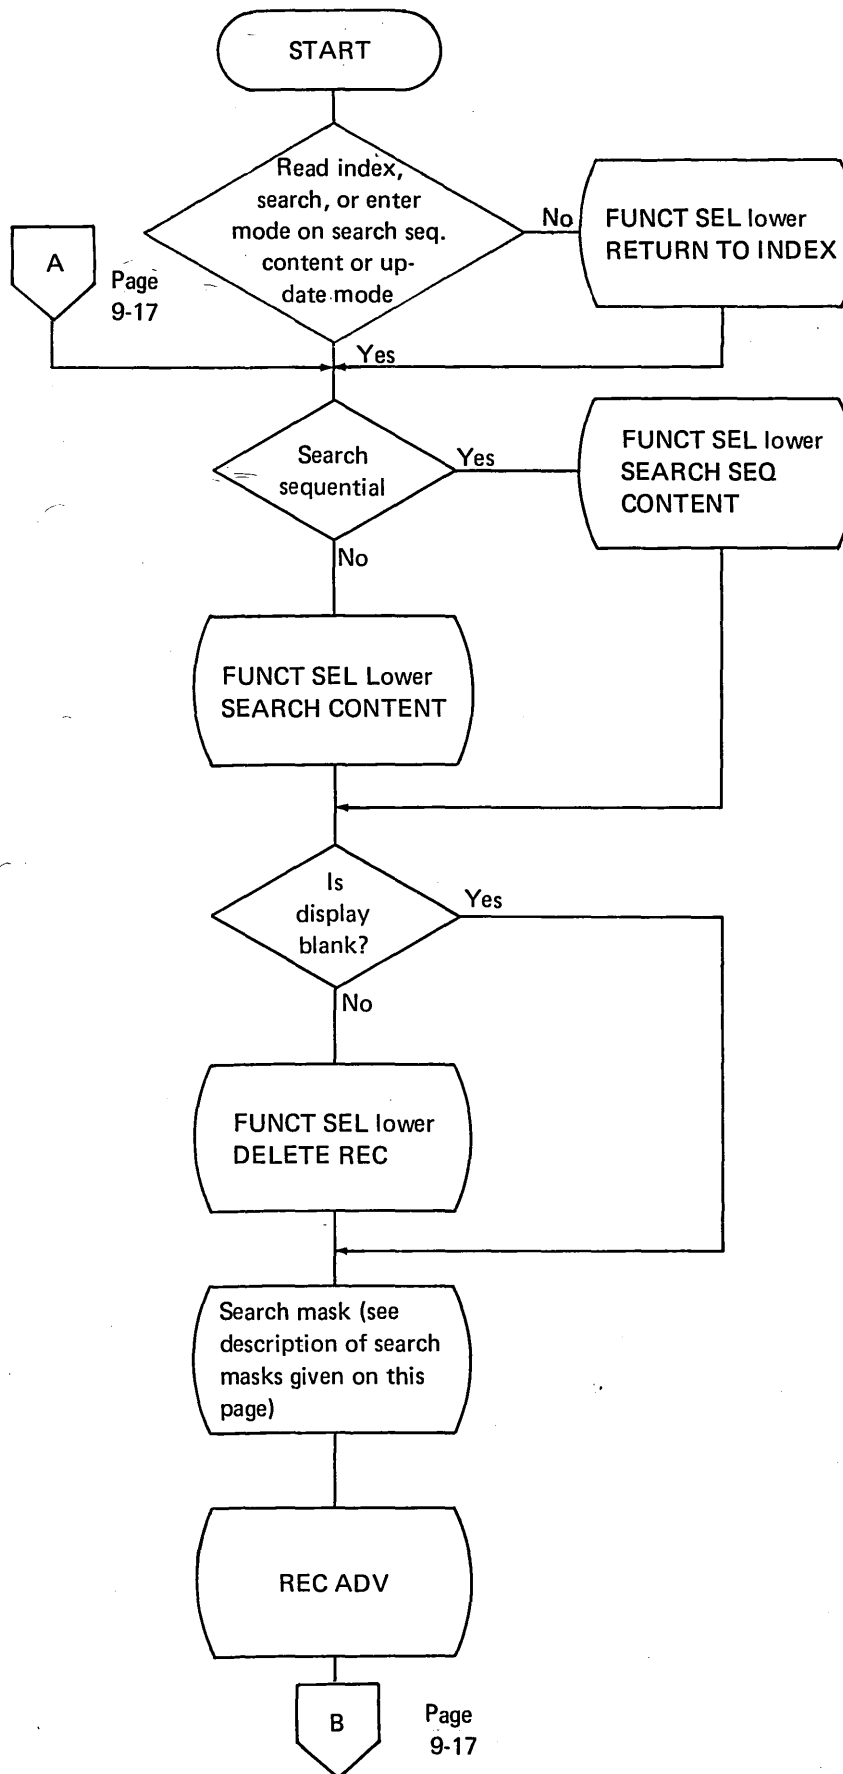 START
Read index,
search, or enter
mode on search seq.
content or up-
date mode
No
FUNCT SEL lower
RETURN TO INDEX
A
Page
9-17
Yes
Search
sequential
Yes
FUNCT SEL lower
SEARCH SEQ
CONTENT
No
FUNCT SEL Lower
SEARCH CONTENT
Is
display
blank?
Yes
No
FUNCT SEL lower
DELETE REC
Search mask (see
description of search
masks given on this
page)
REC ADV
B
Page
9-17